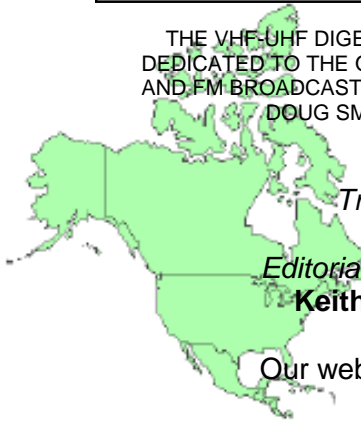 THE VHF-UHF DIGE
DEDICATED TO THE
AND FM BROADCAST
DOUG SM
Tr
Editoria
Keith
Our web